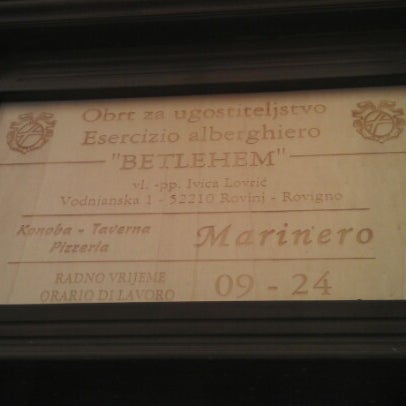 Obrt za ugostiteljstvo
Esercizio alberghiero
"BETLEHEM"
vl. -pp. Ivica Lovrić
Vodnjanska 1 - 52210 Rovinj - Rovigno
Konoba - Taverna
Pizzeria
Marinero
RADNO VRIJEME
ORARIO DI LAVORO
09 - 24